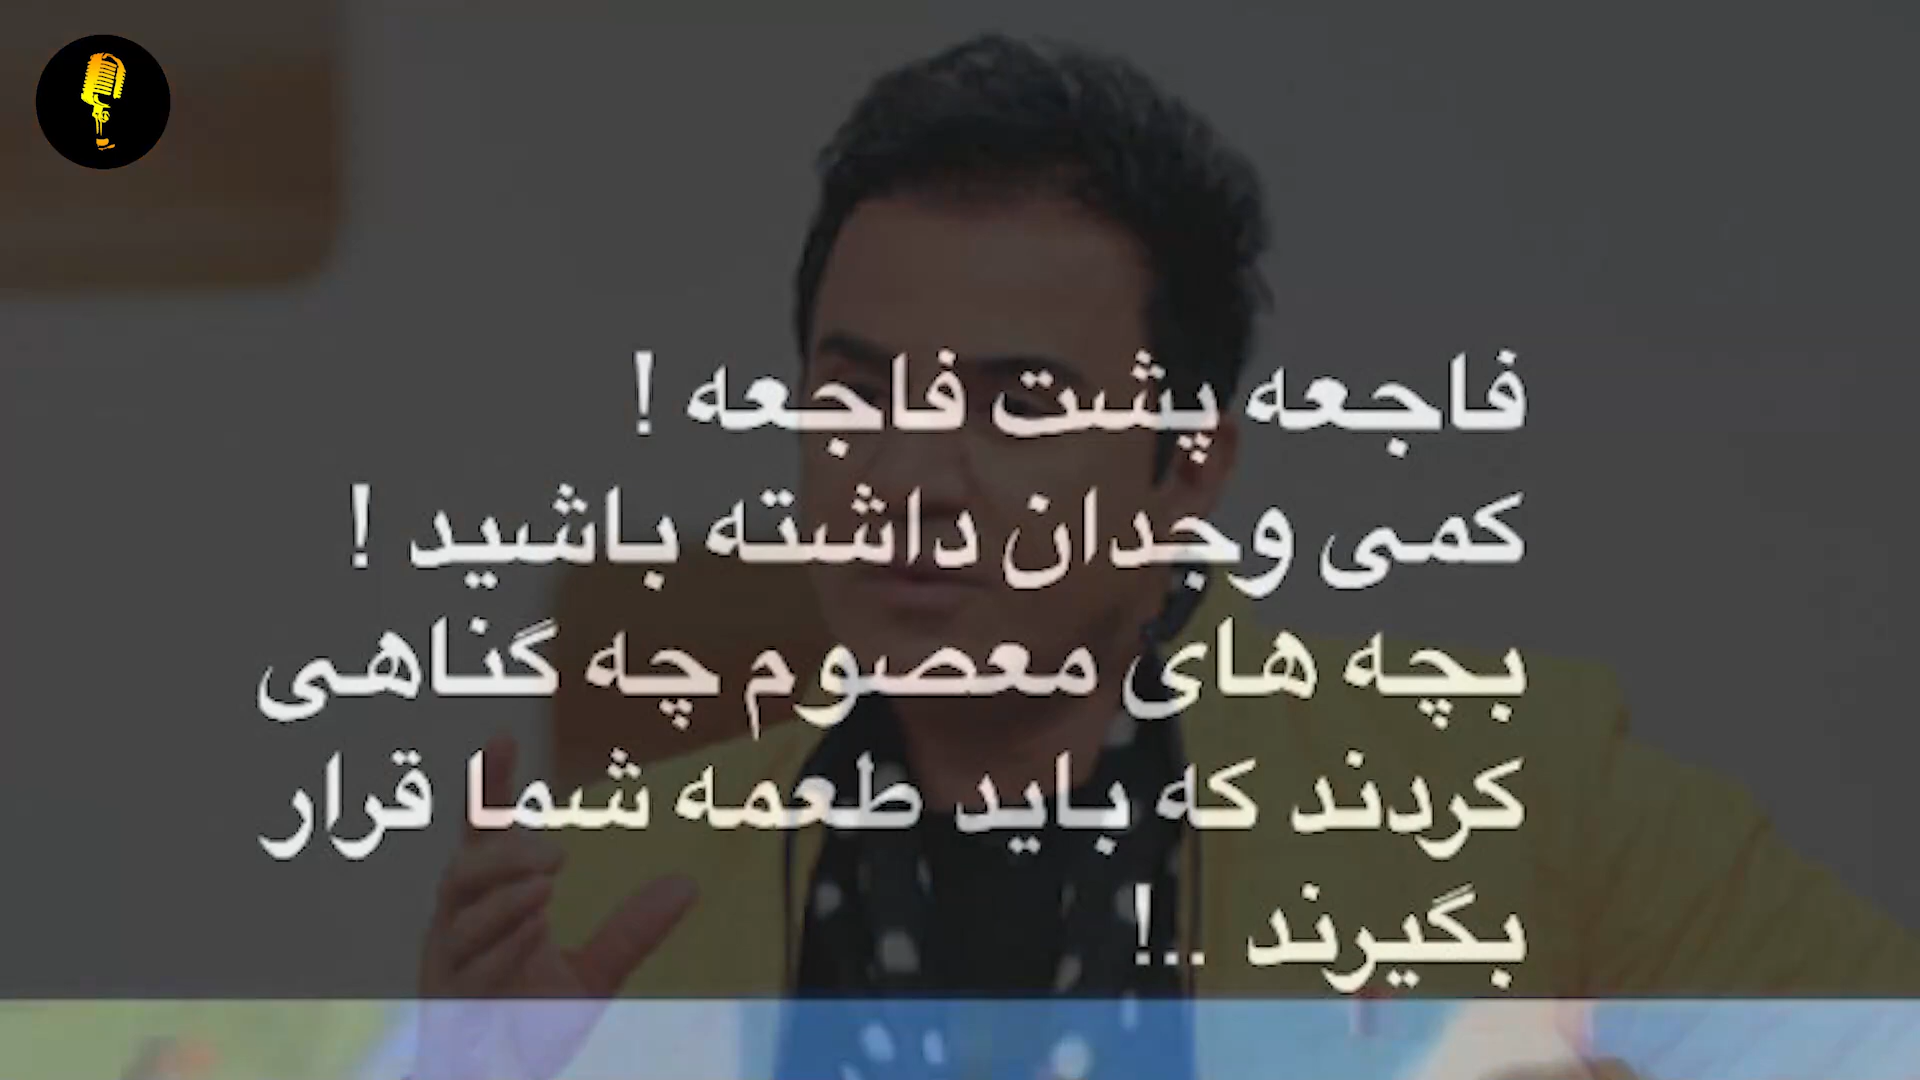 فاجعه پشت فاجعه !
کمی وجدان داشته باشید !
بچه های معصوم چه گناهی
کردند که باید طعمه شما قرار
بگیرند ..!